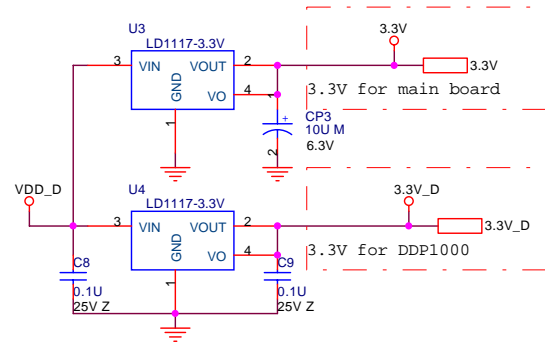 U3
LD1117-3.3V
3 VIN VOUT 2
GND VO 4
1
1
+
CP3
10U M
6.3V
2
3.3V
3.3V
3.3V for main board
VDD_D
U4
LD1117-3.3V
3 VIN VOUT 2
GND VO 4
1
3.3V_D
3.3V_D
3.3V for DDP1000
C8
0.1U
25V Z
C9
0.1U
25V Z